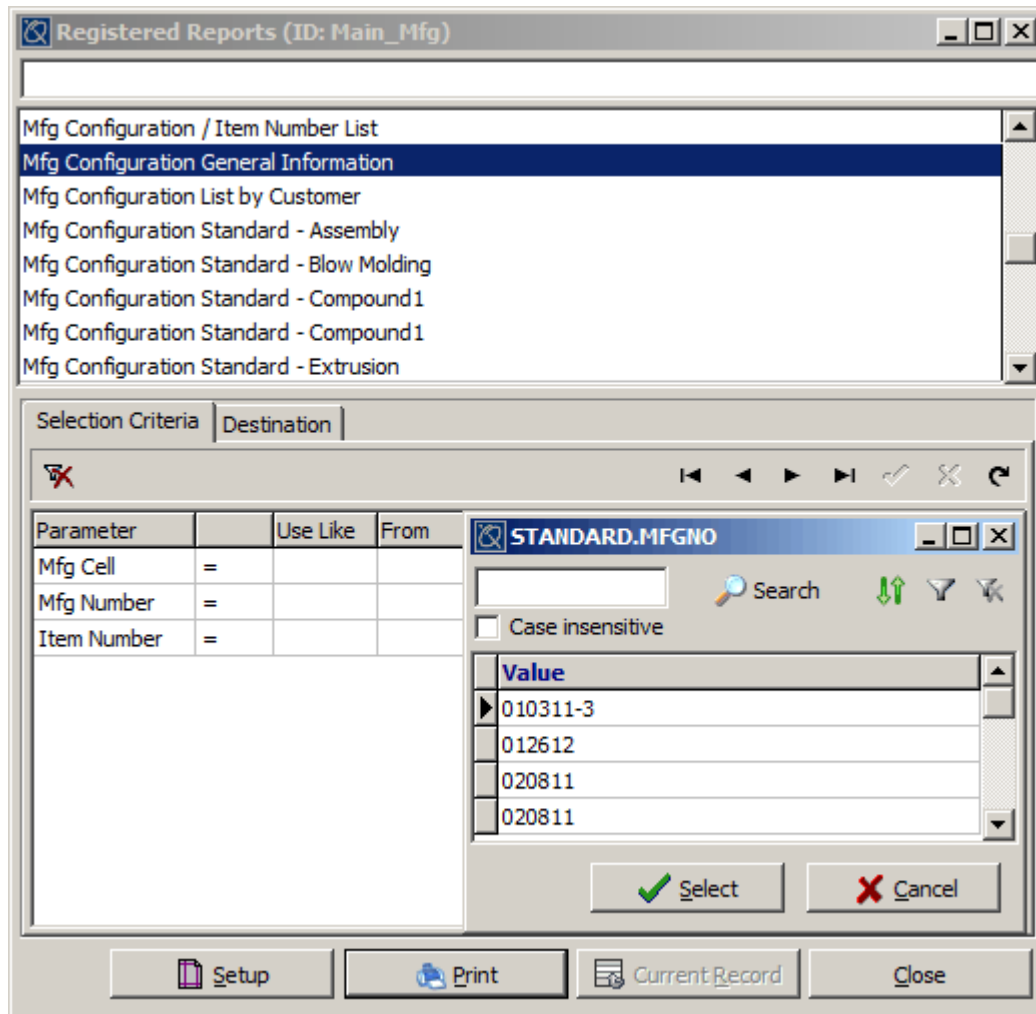 Registered Reports (ID: Main_Mfg)
Mfg Configuration / Item Number List
Mfg Configuration General Information
Mfg Configuration List by Customer
Mfg Configuration Standard - Assembly
Mfg Configuration Standard - Blow Molding
Mfg Configuration Standard - Compound1
Mfg Configuration Standard - Compound1
Mfg Configuration Standard - Extrusion
Selection Criteria Destination
Parameter Use Like From
Mfg Cell =
Mfg Number =
Item Number =
STANDARD.MFGNO
Search
Case insensitive
Value
010311-3
012612
020811
020811
Select Cancel
Setup Print Current Record Close